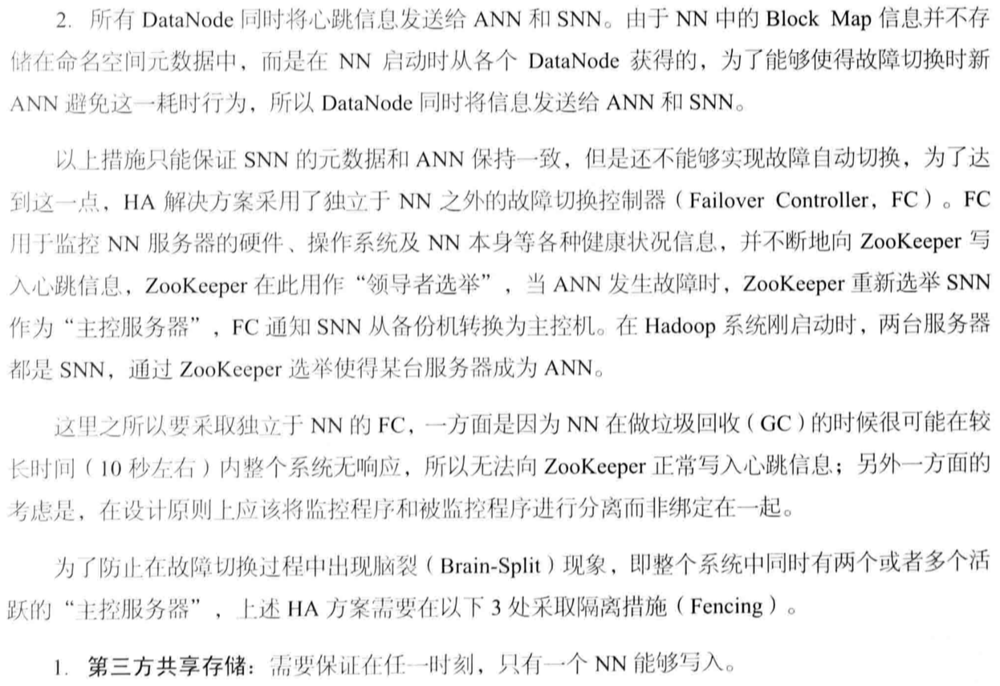 2. 所有 DataNode 同时将心跳信息发送给 ANN 和 SNN。由于 NN 中的 Block Map 信息并不存
储在命名空间元数据中，而是在 NN 启动时从各个 DataNode 获得的，为了能够使得故障切换时新
ANN 避免这一耗时行为，所以 DataNode 同时将信息发送给 ANN 和 SNN。
以上措施只能保证 SNN 的元数据和 ANN 保持一致，但是还不能够实现故障自动切换，为了达
到这一点，HA 解决方案采用了独立于 NN 之外的故障切换控制器（Failover Controller，FC）。FC
用于监控 NN 服务器的硬件、操作系统及 NN 本身等各种健康状况信息，并不断地向 ZooKeeper 写
入心跳信息，ZooKeeper 在此用作“领导者选举”，当 ANN 发生故障时，ZooKeeper 重新选举 SNN
作为“主控服务器”，FC 通知 SNN 从备份机转换为主控机。在 Hadoop 系统刚启动时，两台服务器
都是 SNN，通过 ZooKeeper 选举使得某台服务器成为 ANN。
这里之所以要采取独立于 NN 的 FC，一方面是因为 NN 在做垃圾回收（GC）的时候很可能在较
长时间（10 秒左右）内整个系统无响应，所以无法向 ZooKeeper 正常写入心跳信息；另外一方面的
考虑是，在设计原则上应该将监控程序和被监控程序进行分离而非绑定在一起。
为了防止在故障切换过程中出现脑裂（Brain-Split）现象，即整个系统中同时有两个或者多个活
跃的“主控服务器”，上述 HA 方案需要在以下 3 处采取隔离措施（Fencing）。
1. 第三方共享存储：需要保证在任一时刻，只有一个 NN 能够写入。